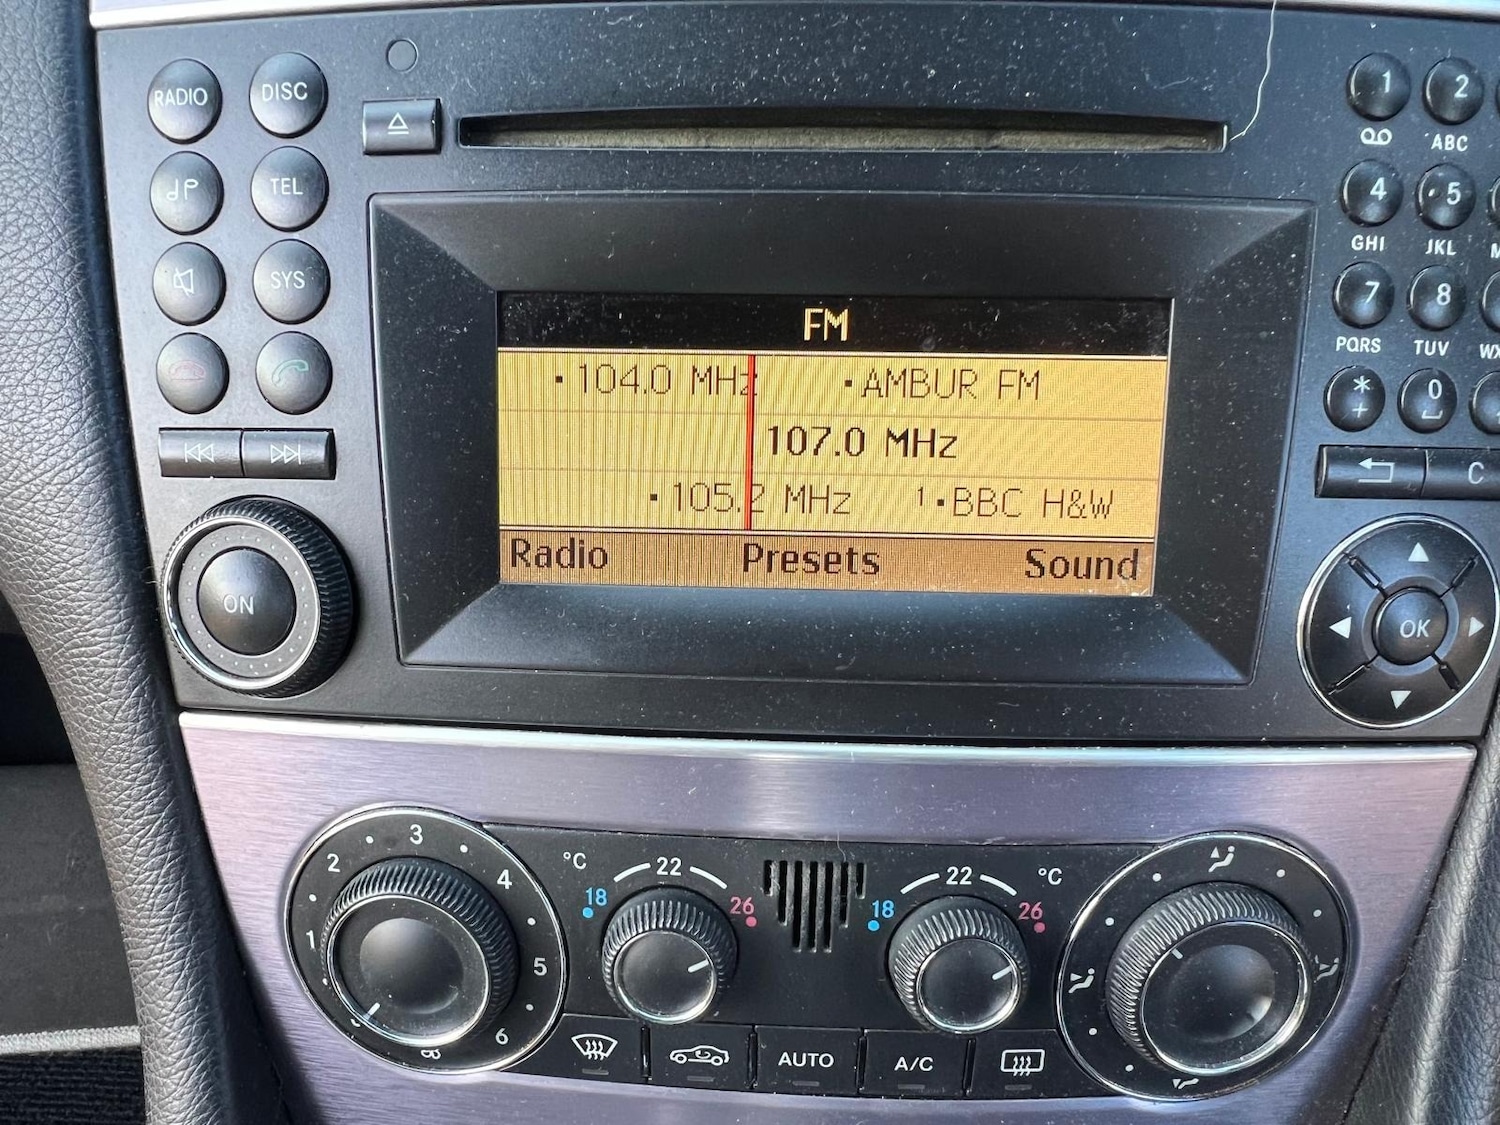 RADIO DISC
TEL
SYS
ON
FM
• 104.0 MHz • AMBUR FM
107.0 MHz
• 105.2 MHz 1 • BBC H&W
Radio Presets Sound
1 2
ABC
4 5
GHI JKL
7 8
PQRS TUV
* 0
+
C
OK
1 2 3 4 5 6
°C 18 22 26
18 22 26 °C
AUTO A/C